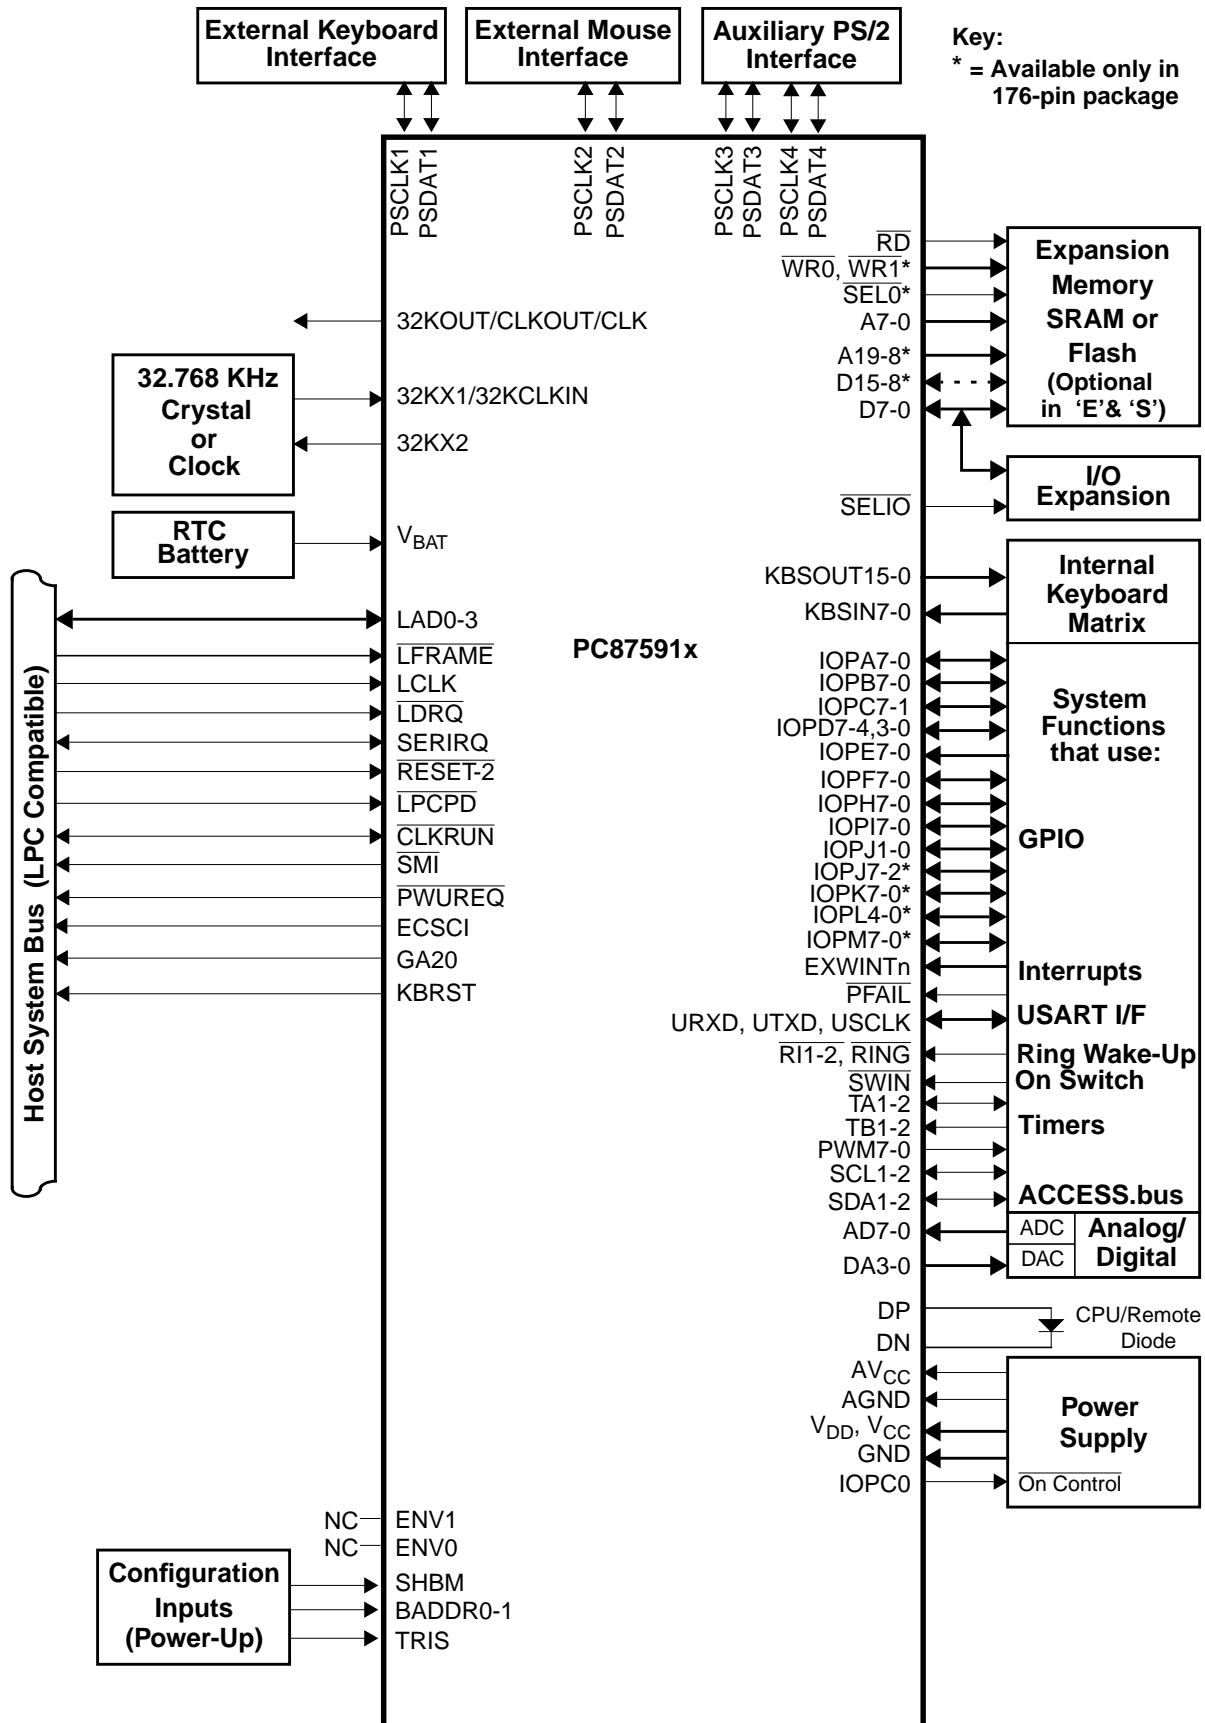 External Keyboard
Interface
External Mouse
Interface
Auxiliary PS/2
Interface
Key:
* = Available only in
176-pin package
PSCLK1
PSDAT1
PSCLK2
PSDAT2
PSCLK3
PSDAT3
PSCLK4
PSDAT4
32KOUT/CLKOUT/CLK
32.768 KHz
Crystal
or
Clock
32KX1/32KCLKIN
32KX2
RTC
Battery
VBAT
Host System Bus (LPC Compatible)
LAD0-3
LFRAME
LCLK
LDRQ
SERIRQ
RESET-2
LPCPD
CLKRUN
SMI
PWUREQ
ECSCI
GA20
KBRST
PC87591x
NC
ENV1
NC
ENV0
Configuration
Inputs
(Power-Up)
SHBM
BADDR0-1
TRIS
RD
WR0, WR1*
SEL0*
A7-0
A19-8*
D15-8*
D7-0
Expansion
Memory
SRAM or
Flash
(Optional
in ‘E’& ‘S’)
SELIO
I/O
Expansion
KBSOUT15-0
KBSIN7-0
Internal
Keyboard
Matrix
IOPA7-0
IOPB7-0
IOPC7-1
IOPD7-4,3-0
IOPE7-0
IOPF7-0
IOPH7-0
IOPI7-0
IOPJ1-0
IOPJ7-2*
IOPK7-0*
IOPL4-0*
IOPM7-0*
EXWINTn
PFAIL
URXD, UTXD, USCLK
RI1-2, RING
SWIN
TA1-2
TB1-2
PWM7-0
SCL1-2
SDA1-2
AD7-0
DA3-0
System
Functions
that use:
GPIO
Interrupts
USART I/F
Ring Wake-Up
On Switch
Timers
ACCESS.bus
ADC
DAC
Analog/
Digital
DP
DN
CPU/Remote
Diode
AVCC
AGND
VDD, VCC
GND
IOPC0
Power
Supply
On Control